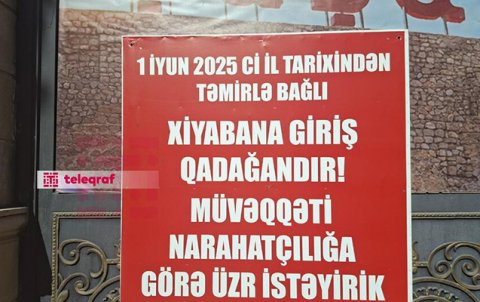 1 İYUN 2025 Cİ İL TARİXİNDƏN
TƏMİRLƏ BAĞLI
XİYABANA GİRİŞ
QADAĞANDIR!
teleqraf
MÜVƏQQƏTİ
NARAHATÇILIĞA
GÖRƏ ÜZR İSTƏYİRİK